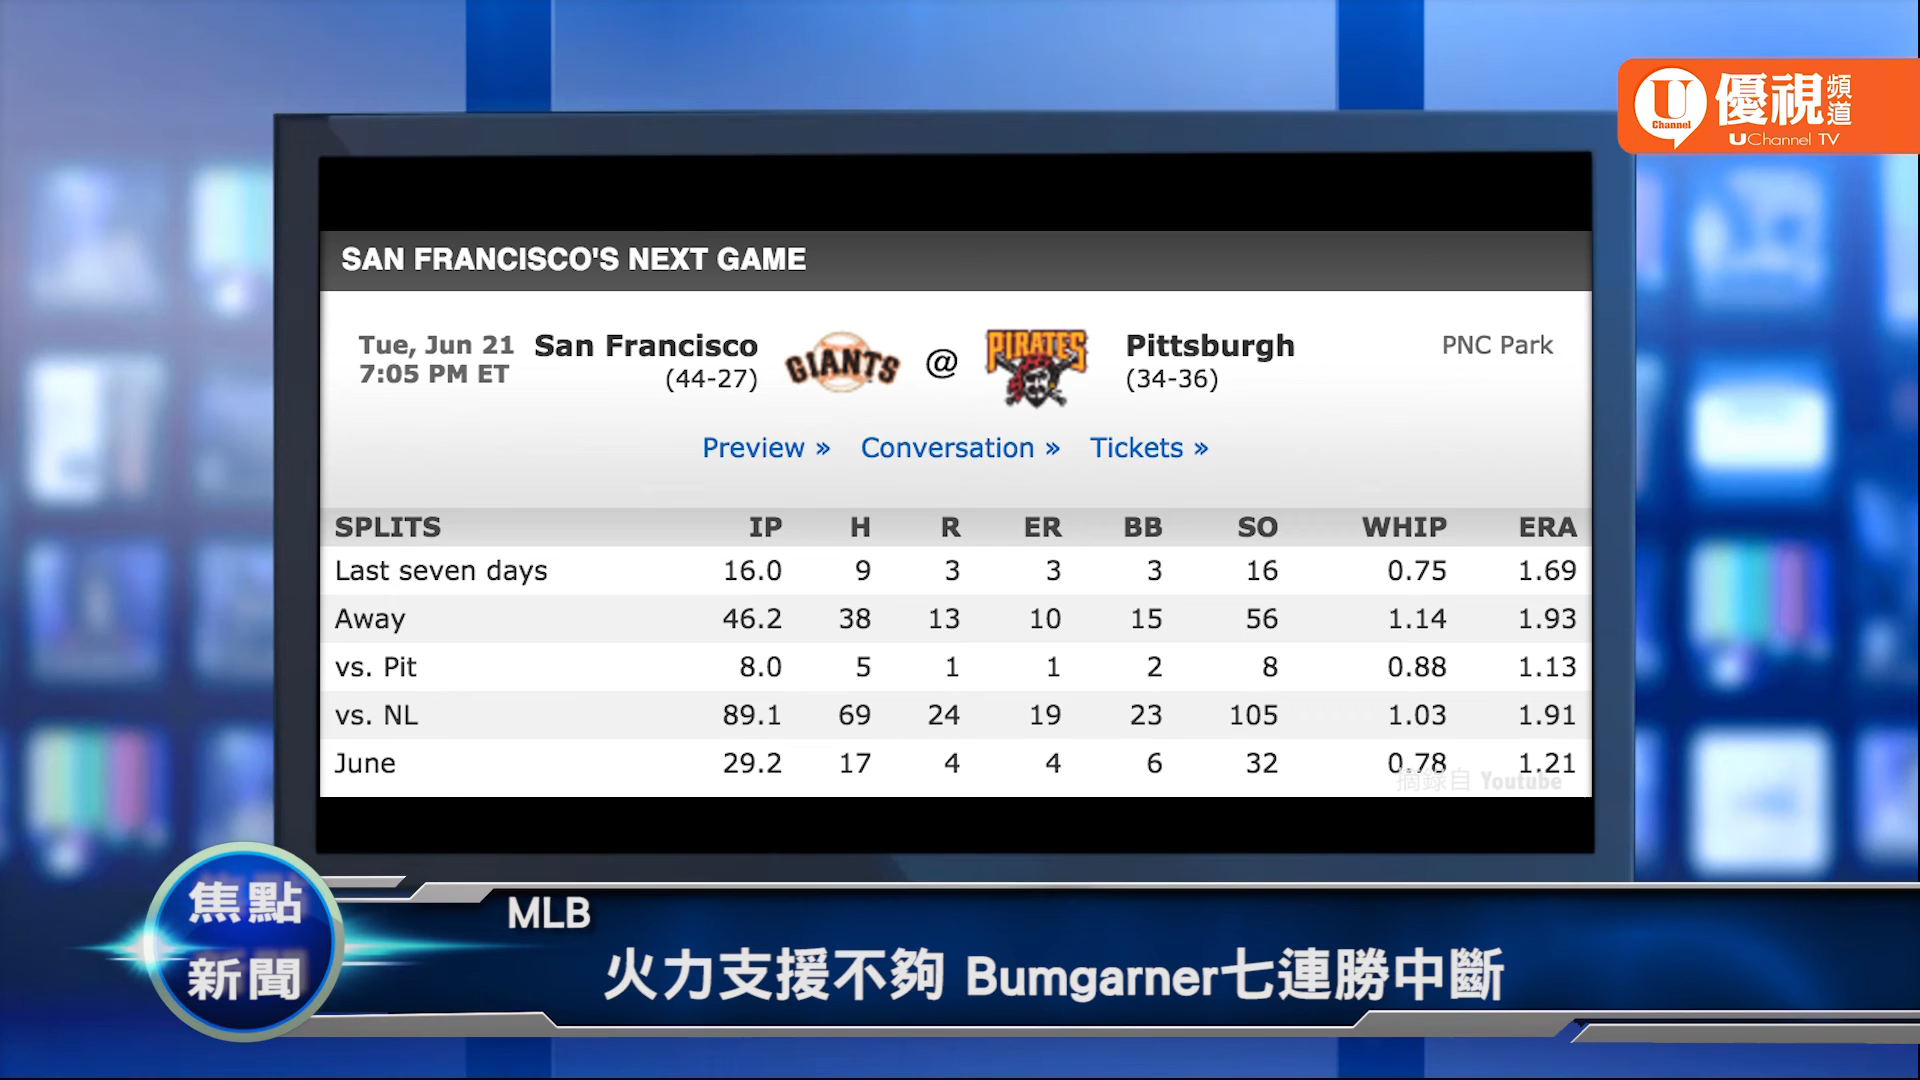 U Channel
優視頻道
UChannel TV
SAN FRANCISCO'S NEXT GAME
Tue, Jun 21 San Francisco GIANTS @ PIRATES Pittsburgh PNC Park
7:05 PM ET (44-27) (34-36)
Preview » Conversation » Tickets »
SPLITS IP H R ER BB SO WHIP ERA
Last seven days 16.0 9 3 3 3 16 0.75 1.69
Away 46.2 38 13 10 15 56 1.14 1.93
vs. Pit 8.0 5 1 1 2 8 0.88 1.13
vs. NL 89.1 69 24 19 23 105 1.03 1.91
June 29.2 17 4 4 6 32 0.78 1.21
摘錄自 Youtube
焦點
新聞
MLB
火力支援不夠 Bumgarner七連勝中斷